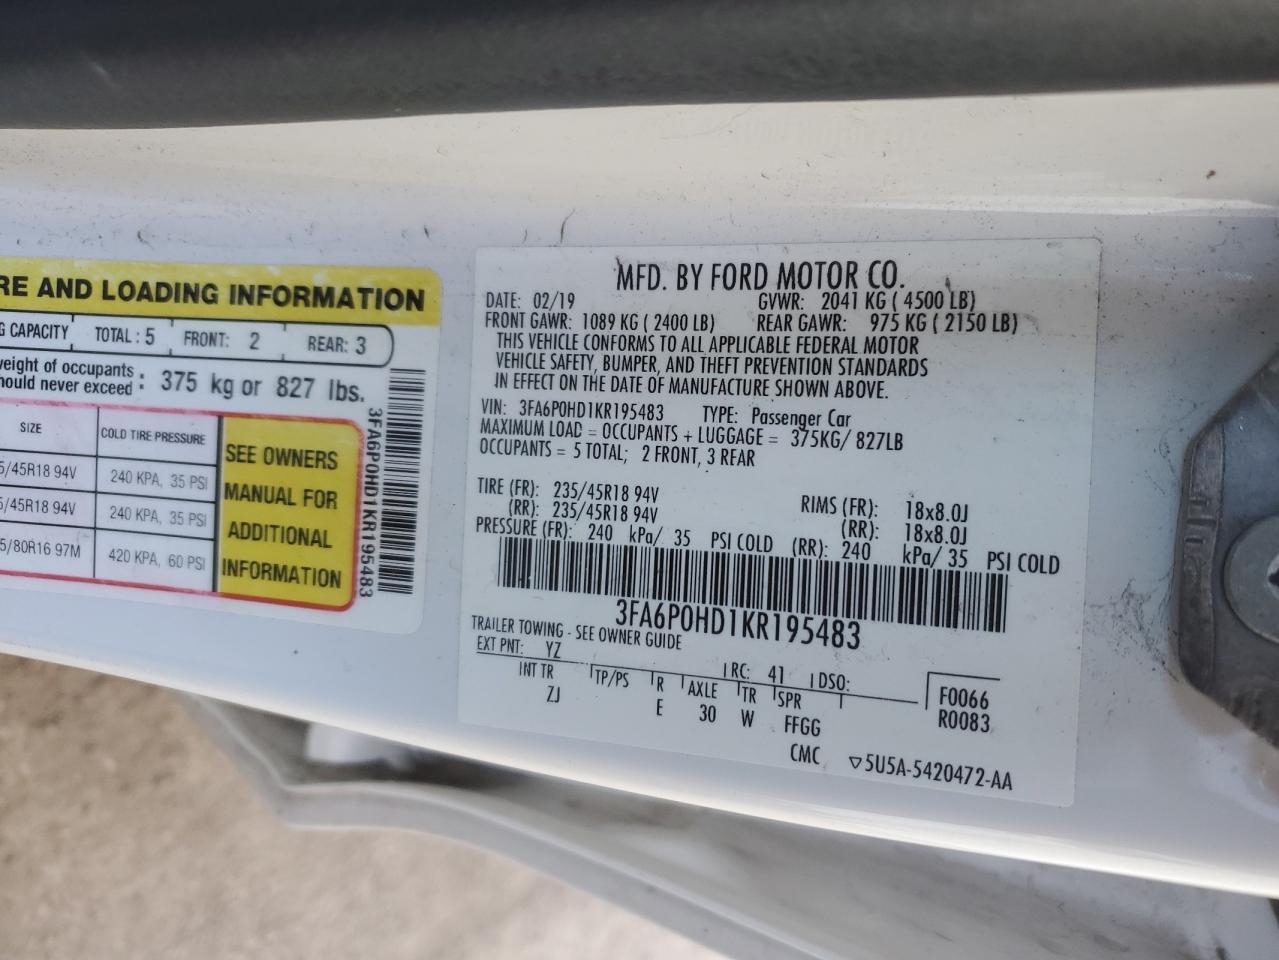 RE AND LOADING INFORMATION
G CAPACITY TOTAL : 5 FRONT: 2 REAR: 3
weight of occupants
hould never exceed : 375 kg or 827 lbs.
SIZE COLD TIRE PRESSURE
5/45R18 94V 240 KPA, 35 PSI
5/45R18 94V 240 KPA, 35 PSI
5/80R16 97M 420 KPA, 60 PSI
SEE OWNERS
MANUAL FOR
ADDITIONAL
INFORMATION
3FA6P0HD1KR195483
MFD. BY FORD MOTOR CO.
DATE: 02/19 GVWR: 2041 KG ( 4500 LB)
FRONT GAWR: 1089 KG ( 2400 LB) REAR GAWR: 975 KG ( 2150 LB)
THIS VEHICLE CONFORMS TO ALL APPLICABLE FEDERAL MOTOR
VEHICLE SAFETY, BUMPER, AND THEFT PREVENTION STANDARDS
IN EFFECT ON THE DATE OF MANUFACTURE SHOWN ABOVE.
VIN: 3FA6P0HD1KR195483 TYPE: Passenger Car
MAXIMUM LOAD = OCCUPANTS + LUGGAGE = 375KG/ 827LB
OCCUPANTS = 5 TOTAL; 2 FRONT, 3 REAR
TIRE (FR): 235/45R18 94V RIMS (FR): 18x8.0J
(RR): 235/45R18 94V (RR): 18x8.0J
PRESSURE (FR): 240 kPa/ 35 PSI COLD (RR): 240 kPa/ 35 PSI COLD
3FA6P0HD1KR195483
TRAILER TOWING - SEE OWNER GUIDE
EXT PNT: YZ RC: 41 DSO:
INT TR TP/PS R AXLE TR SPR
ZJ E 30 W FFGG
F0066
R0083
CMC ▽5U5A-5420472-AA